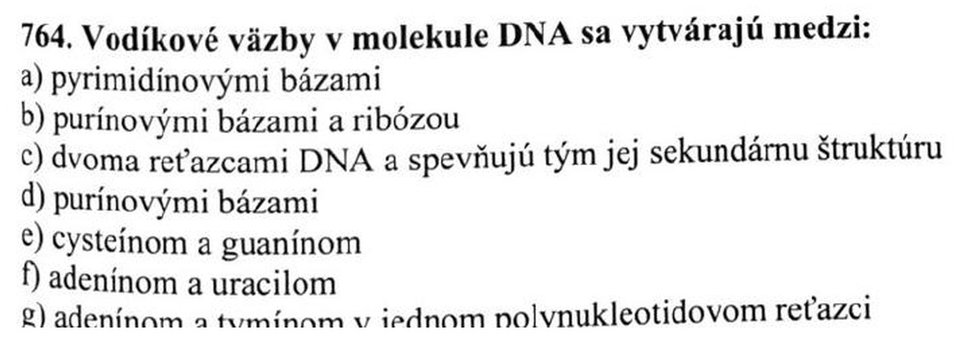 764. Vodíkové väzby v molekule DNA sa vytvárajú medzi:
a) pyrimidínovými bázami
b) purínovými bázami a ribózou
c) dvoma reťazcami DNA a spevňujú tým jej sekundárnu štruktúru
d) purínovými bázami
e) cysteínom a guanínom
f) adenínom a uracilom
g) adenínom a tymínom v jednom polynukleotidovom reťazci